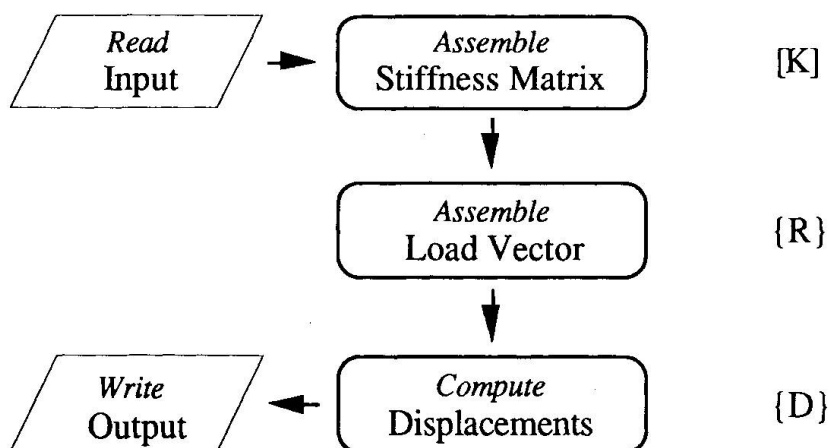 Read
Input
Assemble
Stiffness Matrix
[K]
Assemble
Load Vector
{R}
Write
Output
Compute
Displacements
{D}